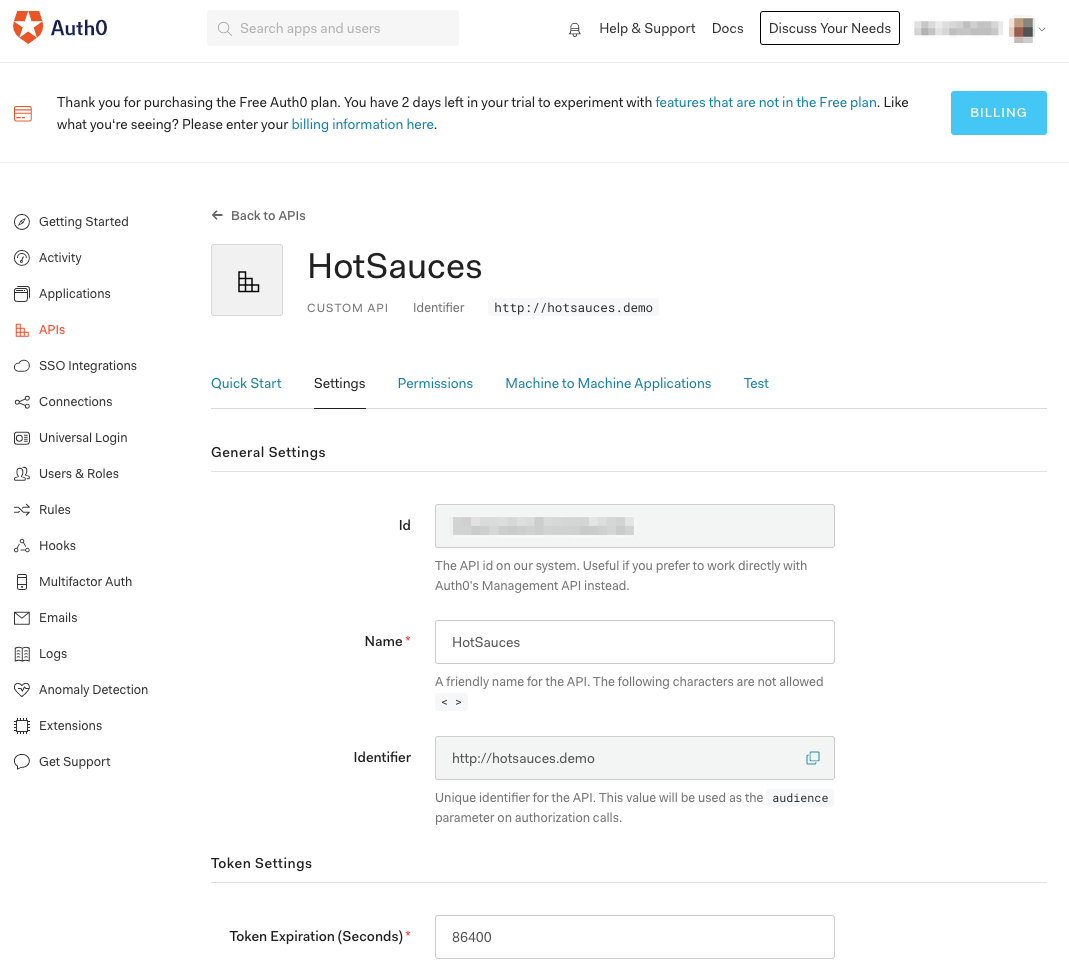 Auth0
Search apps and users
Help & Support
Docs
Discuss Your Needs
Thank you for purchasing the Free Auth0 plan. You have 2 days left in your trial to experiment with features that are not in the Free plan. Like
what you're seeing? Please enter your billing information here.
BILLING
Getting Started
Activity
Applications
APIs
SSO Integrations
Connections
Universal Login
Users & Roles
Rules
Hooks
Multifactor Auth
Emails
Logs
Anomaly Detection
Extensions
Get Support
Back to APIs
HotSauces
CUSTOM API Identifier http://hotsauces.demo
Quick Start Settings Permissions Machine to Machine Applications Test
General Settings
Id
The API id on our system. Useful if you prefer to work directly with
Auth0's Management API instead.
Name* HotSauces
A friendly name for the API. The following characters are not allowed
< >
Identifier http://hotsauces.demo
Unique identifier for the API. This value will be used as the audience
parameter on authorization calls.
Token Settings
Token Expiration (Seconds)* 86400